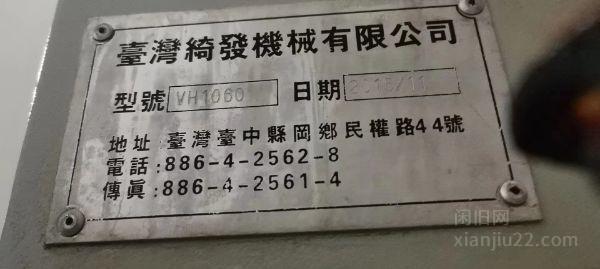 臺灣綺發機械有限公司
型號 VH1060 日期 2015/11
地址:臺灣臺中縣岡鄉民權路44號
電話:886-4-2562-8
傳真:886-4-2561-4
闲旧网
xianjiu22.com